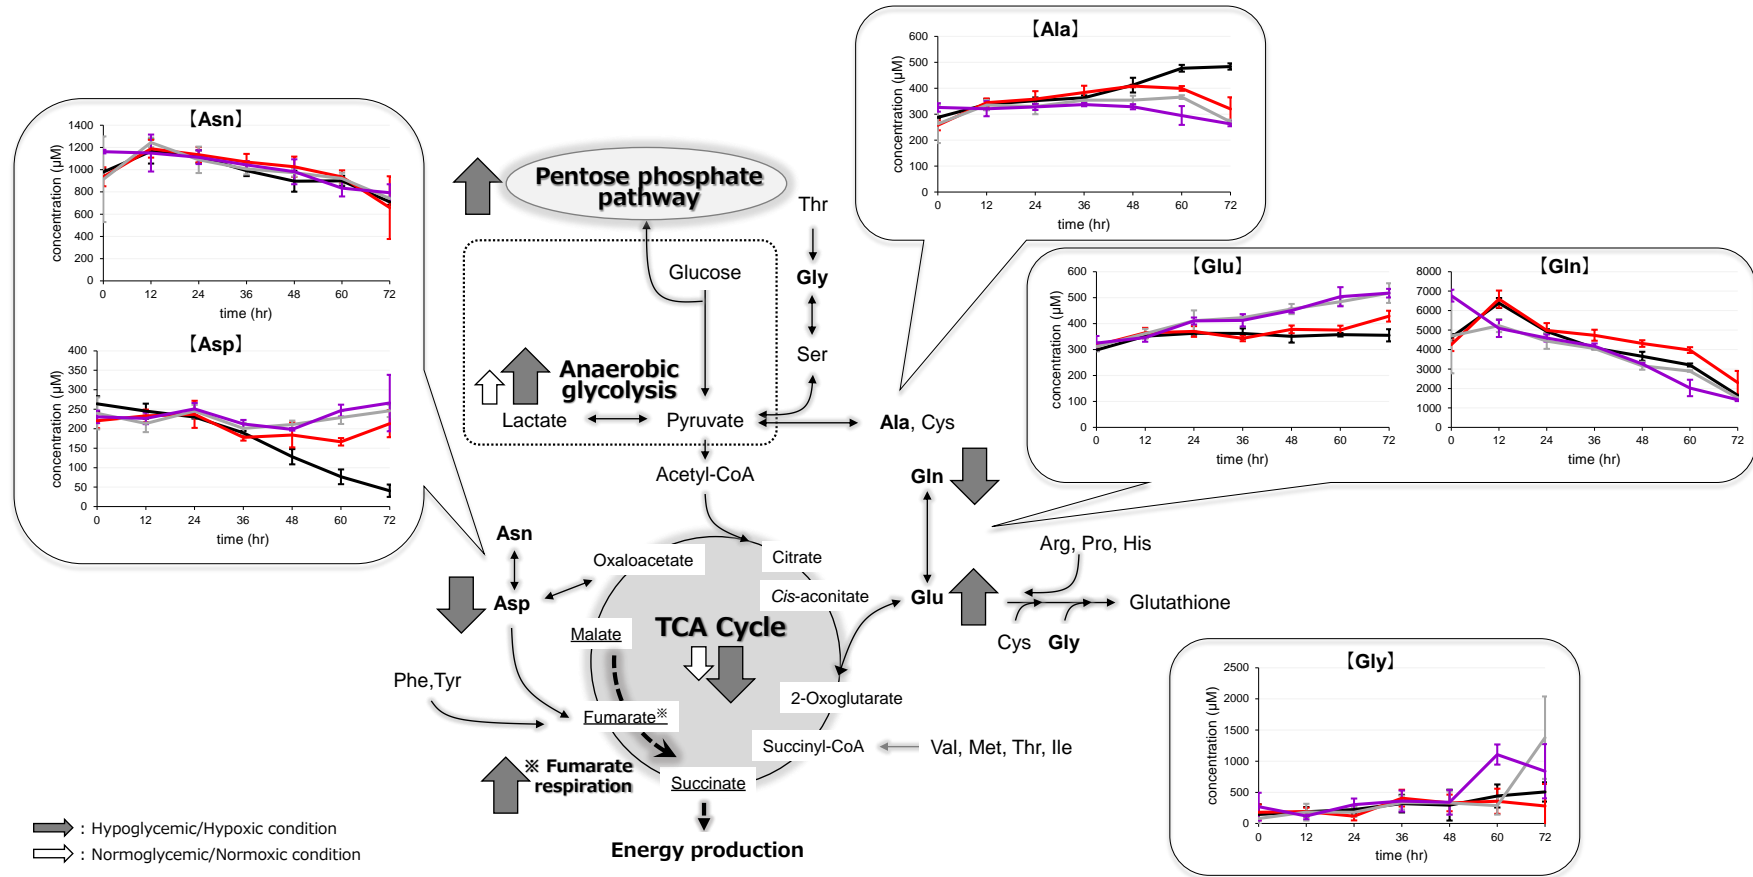 【Asn】
concentration (µM)
1400
1200
1000
800
600
400
200
0
0 12 24 36 48 60 72
time (hr)
【Asp】
concentration (µM)
400
350
300
250
200
150
100
50
0
0 12 24 36 48 60 72
time (hr)
【Ala】
concentration (µM)
600
500
400
300
200
100
0
0 12 24 36 48 60 72
time (hr)
【Glu】
concentration (µM)
600
500
400
300
200
100
0
0 12 24 36 48 60 72
time (hr)
【Gln】
8000
7000
6000
5000
4000
3000
2000
1000
0
0 12 24 36 48 60 72
time (hr)
【Gly】
concentration (µM)
2500
2000
1500
1000
500
0
0 12 24 36 48 60 72
time (hr)
Pentose phosphate
pathway
Thr
Glucose
Gly
Ser
Anaerobic
glycolysis
Lactate
Pyruvate
Ala, Cys
Acetyl-CoA
Gln
Asn
Oxaloacetate
Citrate
Arg, Pro, His
Asp
Cis-aconitate
Glu
Glutathione
Malate
TCA Cycle
Cys Gly
Phe,Tyr
2-Oxoglutarate
Fumarate※
Succinyl-CoA
Val, Met, Thr, Ile
※ Fumarate
respiration
Succinate
Energy production
: Hypoglycemic/Hypoxic condition
: Normoglycemic/Normoxic condition